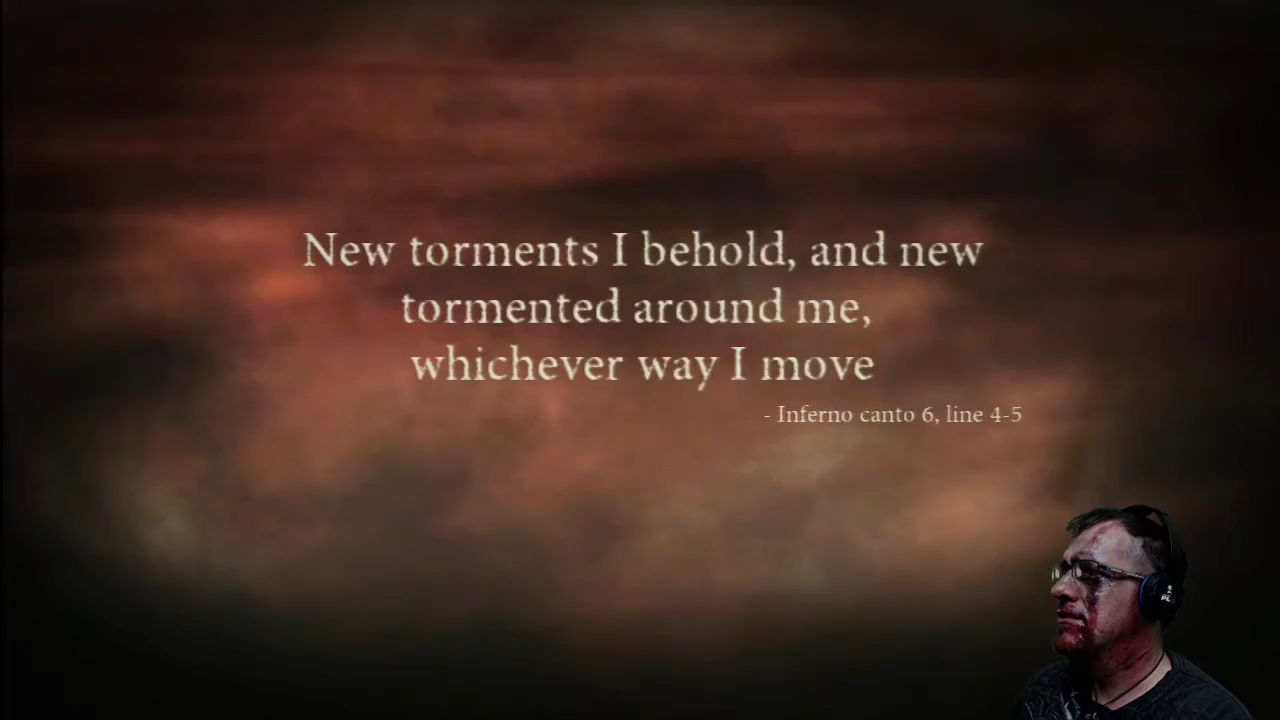 New torments I behold, and new
tormented around me,
whichever way I move
- Inferno canto 6, line 4-5